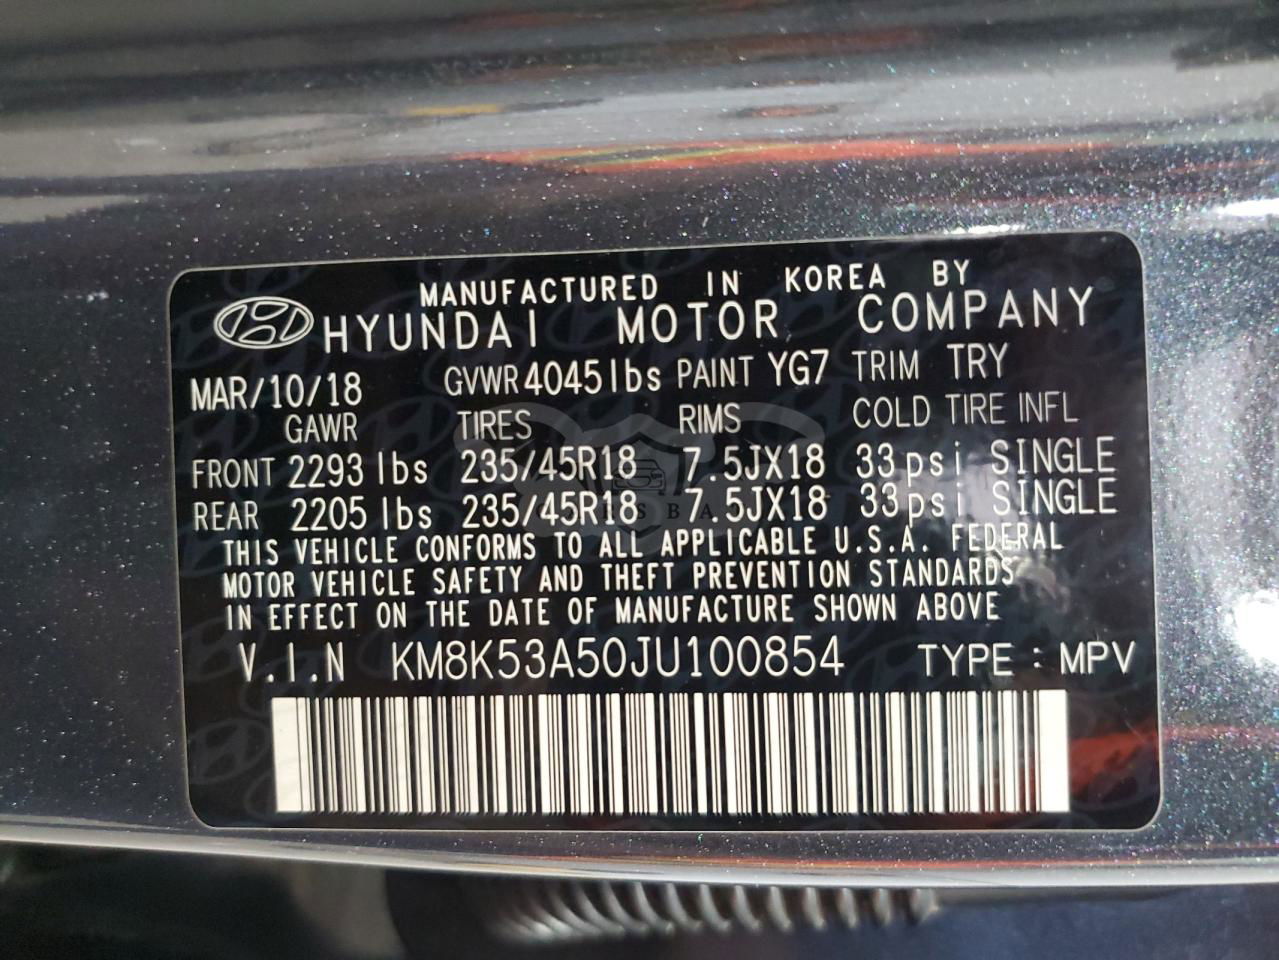 MANUFACTURED IN KOREA BY
HYUNDAI MOTOR COMPANY
MAR/10/18 GVWR 4045lbs PAINT YG7 TRIM TRY
GAWR TIRES RIMS COLD TIRE INFL
FRONT 2293 lbs 235/45R18 7.5JX18 33psi SINGLE
REAR 2205 lbs 235/45R18 7.5JX18 33psi SINGLE
THIS VEHICLE CONFORMS TO ALL APPLICABLE U.S.A. FEDERAL
MOTOR VEHICLE SAFETY AND THEFT PREVENTION STANDARDS
IN EFFECT ON THE DATE OF MANUFACTURE SHOWN ABOVE
V.I.N KM8K53A50JU100854 TYPE : MPV